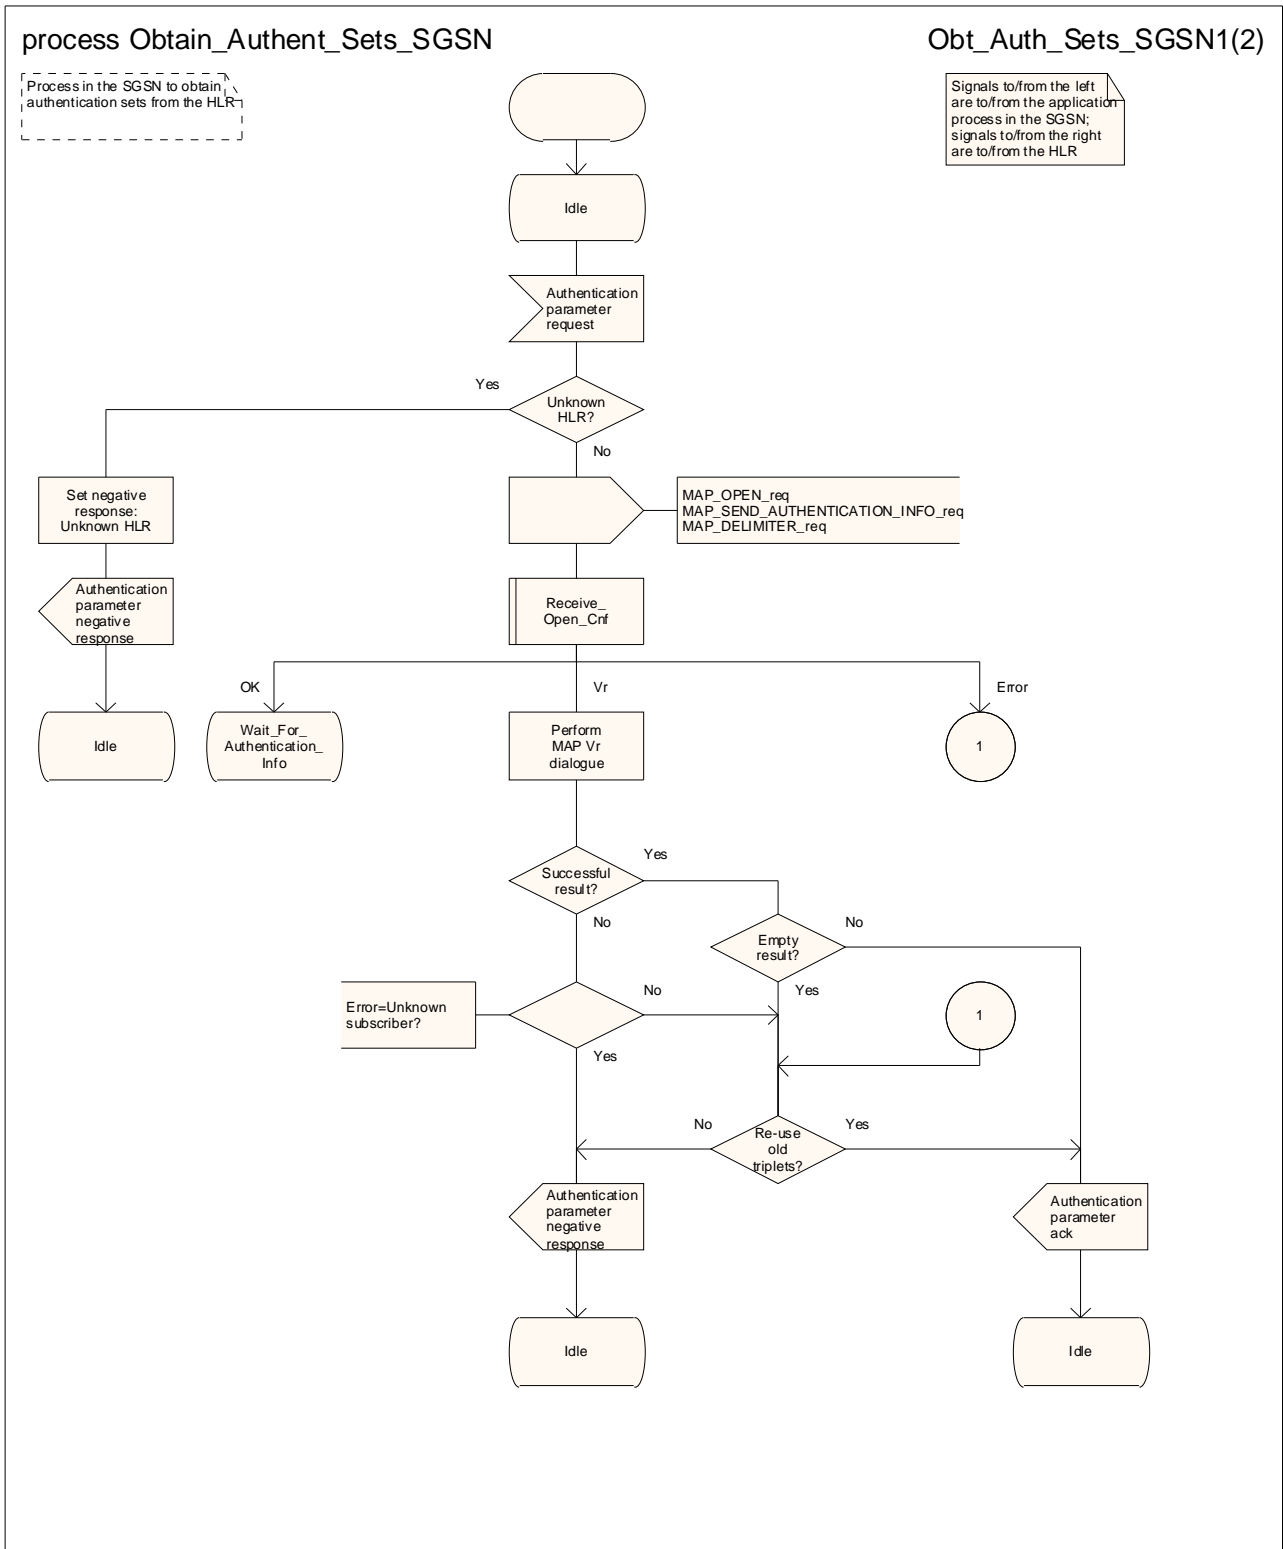 process Obtain_Authent_Sets_SGSN
Obt_Auth_Sets_SGSN1(2)
Process in the SGSN to obtain
authentication sets from the HLR
Signals to/from the left
are to/from the application
process in the SGSN;
signals to/from the right
are to/from the HLR
Idle
Authentication
parameter
request
Yes
Unknown
HLR?
No
Set negative
response:
Unknown HLR
MAP_OPEN_req
MAP_SEND_AUTHENTICATION_INFO_req
MAP_DELIMITER_req
Authentication
parameter
negative
response
Receive_
Open_Cnf
OK
Vr
Error
Idle
Wait_For_
Authentication_
Info
Perform
MAP Vr
dialogue
1
Successful
result?
Yes
No
Empty
result?
No
Yes
Error=Unknown
subscriber?
No
Yes
1
No
Re-use
old
triplets?
Yes
Authentication
parameter
negative
response
Authentication
parameter
ack
Idle
Idle